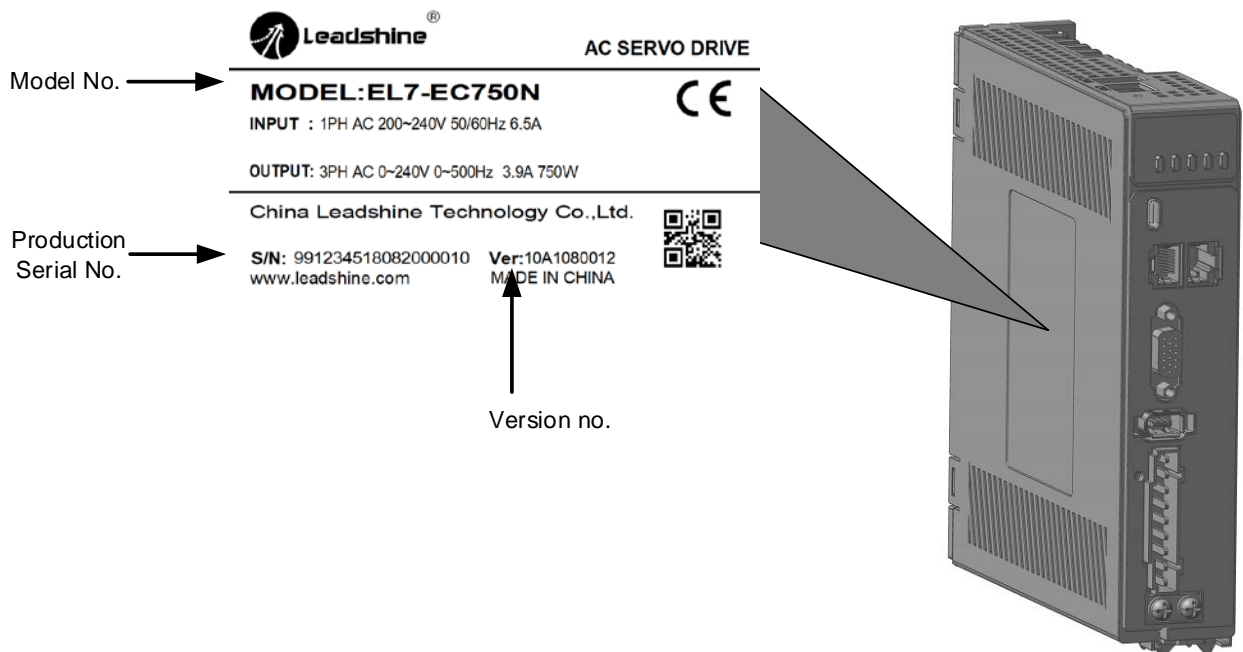 Leadshine®
AC SERVO DRIVE
Model No.
MODEL:EL7-EC750N
CE
INPUT : 1PH AC 200~240V 50/60Hz 6.5A
OUTPUT: 3PH AC 0~240V 0~500Hz 3.9A 750W
China Leadshine Technology Co.,Ltd.
Production
Serial No.
S/N: 991234518082000010 Ver:10A1080012
www.leadshine.com MADE IN CHINA
Version no.